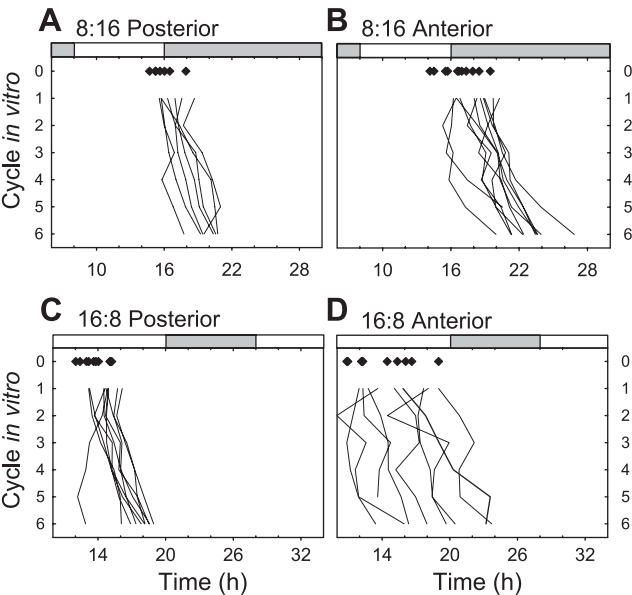 A 8:16 Posterior
B 8:16 Anterior
0 0
1 1
2 2
3 3
4 4
5 5
6 6
10 16 22 28
10 16 22 28
Cycle in vitro
C 16:8 Posterior
D 16:8 Anterior
0 0
1 1
2 2
3 3
4 4
5 5
6 6
14 20 26 32
14 20 26 32
Cycle in vitro
Time (h)
Time (h)